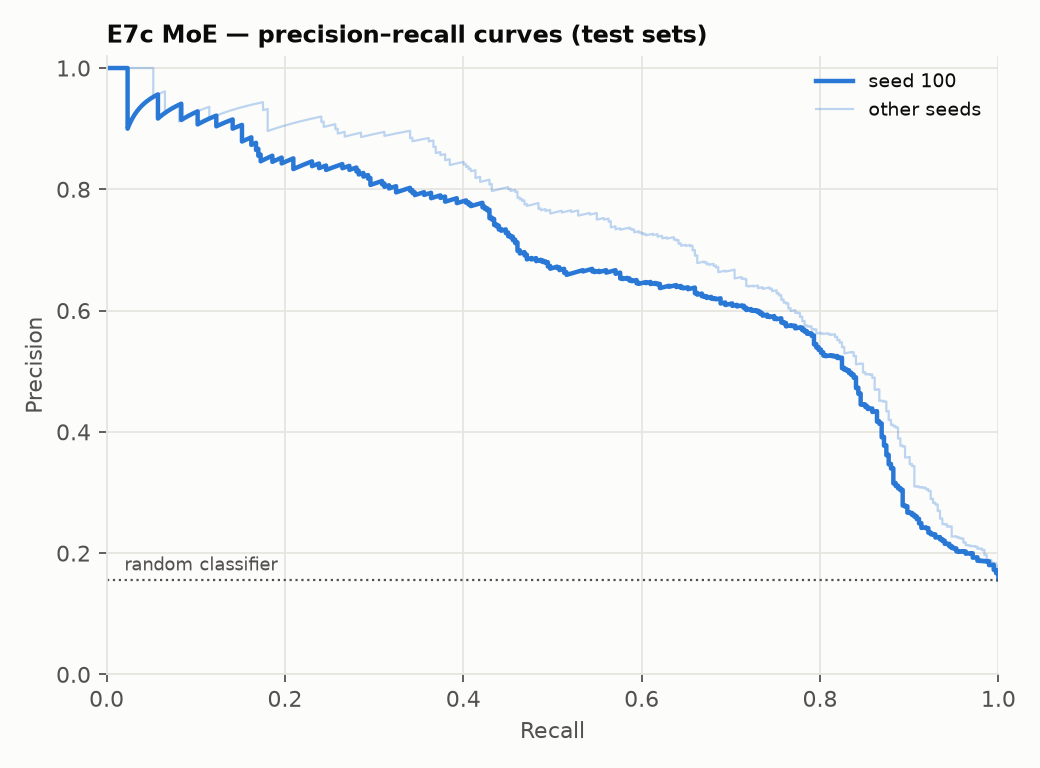 E7c MoE — precision–recall curves (test sets)
seed 100
other seeds
1.0
0.8
0.6
0.4
0.2
0.0
Precision
random classifier
0.0 0.2 0.4 0.6 0.8 1.0
Recall